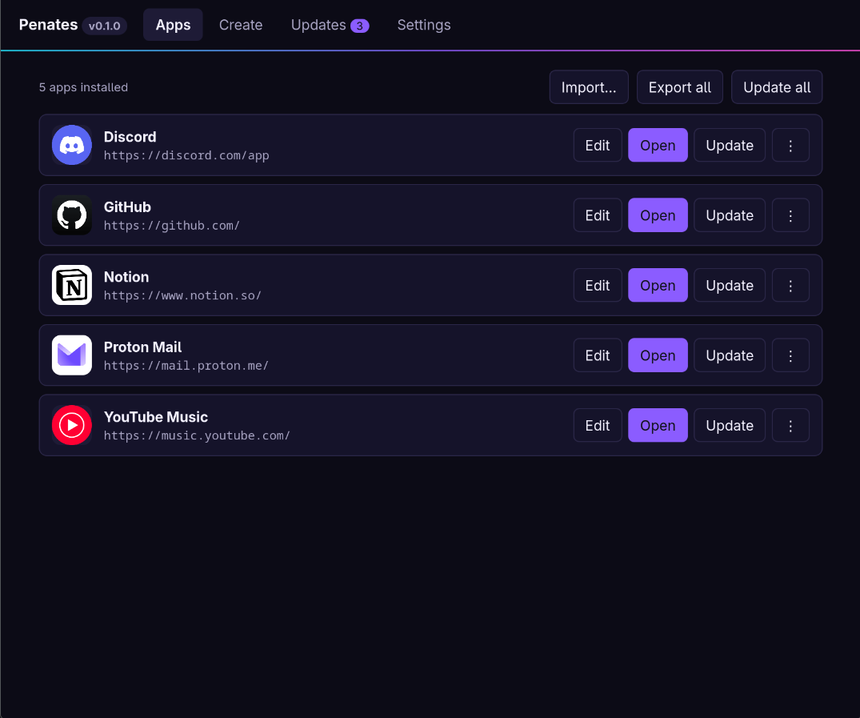 Penates v0.1.0 Apps Create Updates 3 Settings
5 apps installed Import... Export all Update all
Discord
https://discord.com/app
Edit Open Update ⋮
GitHub
https://github.com/
Edit Open Update ⋮
N Notion
https://www.notion.so/
Edit Open Update ⋮
Proton Mail
https://mail.proton.me/
Edit Open Update ⋮
YouTube Music
https://music.youtube.com/
Edit Open Update ⋮